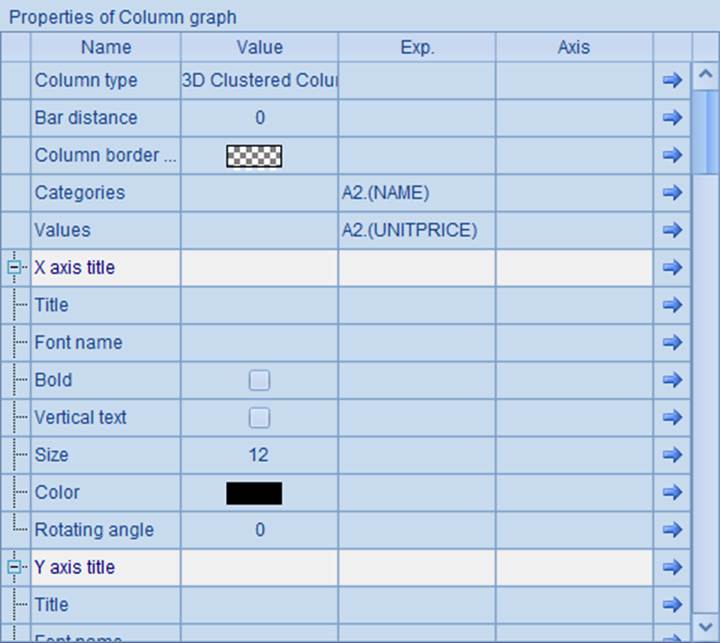 Properties of Column graph
Name Value Exp. Axis
Column type 3D Clustered Colu
Bar distance 0
Column border ...
Categories A2.(NAME)
Values A2.(UNITPRICE)
X axis title
Title
Font name
Bold
Vertical text
Size 12
Color
Rotating angle 0
Y axis title
Title
Font name